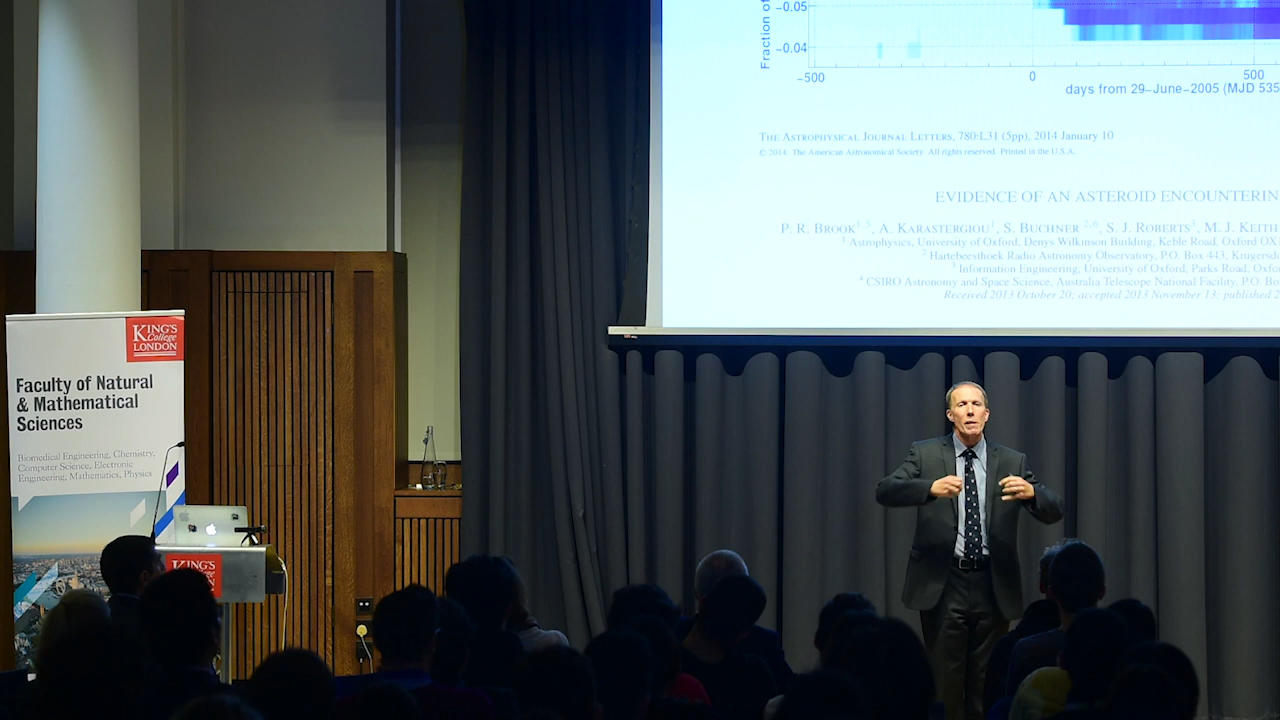 Fraction of
−0.05
−0.04
−500
0
500
days from 29−June−2005 (MJD 535
THE ASTROPHYSICAL JOURNAL LETTERS, 780:L31 (5pp), 2014 January 10
© 2014. The American Astronomical Society. All rights reserved. Printed in the U.S.A.
EVIDENCE OF AN ASTEROID ENCOUNTERIN
P. R. BROOK1,5, A. KARASTERGIOU1, S. BUCHNER2,6, S. J. ROBERTS3, M. J. KEITH
1 Astrophysics, University of Oxford, Denys Wilkinson Building, Keble Road, Oxford OX1
2 Hartebeesthoek Radio Astronomy Observatory, P.O. Box 443, Krugersd
3 Information Engineering, University of Oxford, Parks Road, Oxfo
4 CSIRO Astronomy and Space Science, Australia Telescope National Facility, P.O. Bo
Received 2013 October 20; accepted 2013 November 13; published 2
KING'S
College
LONDON
Faculty of Natural
& Mathematical
Sciences
Biomedical Engineering, Chemistry,
Computer Science, Electronic
Engineering, Mathematics, Physics
KING'S
LONDON